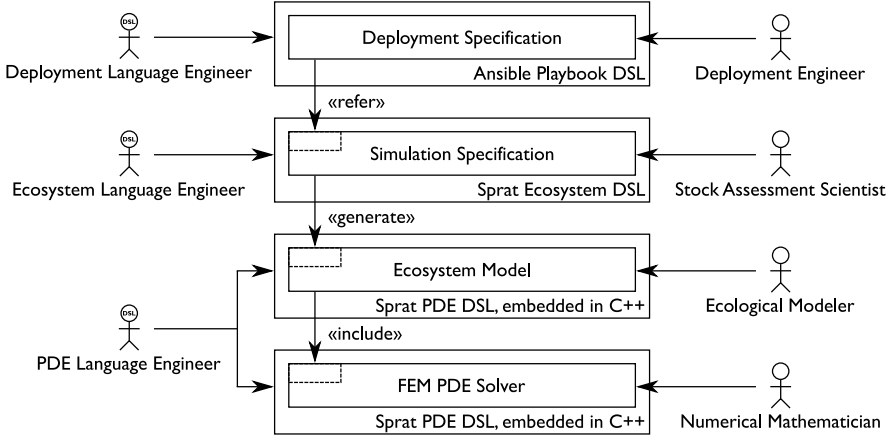 DSL
Deployment Language Engineer
Deployment Specification
Ansible Playbook DSL
Deployment Engineer
«refer»
DSL
Ecosystem Language Engineer
Simulation Specification
Sprat Ecosystem DSL
Stock Assessment Scientist
«generate»
Ecosystem Model
Sprat PDE DSL, embedded in C++
Ecological Modeler
DSL
PDE Language Engineer
«include»
FEM PDE Solver
Sprat PDE DSL, embedded in C++
Numerical Mathematician